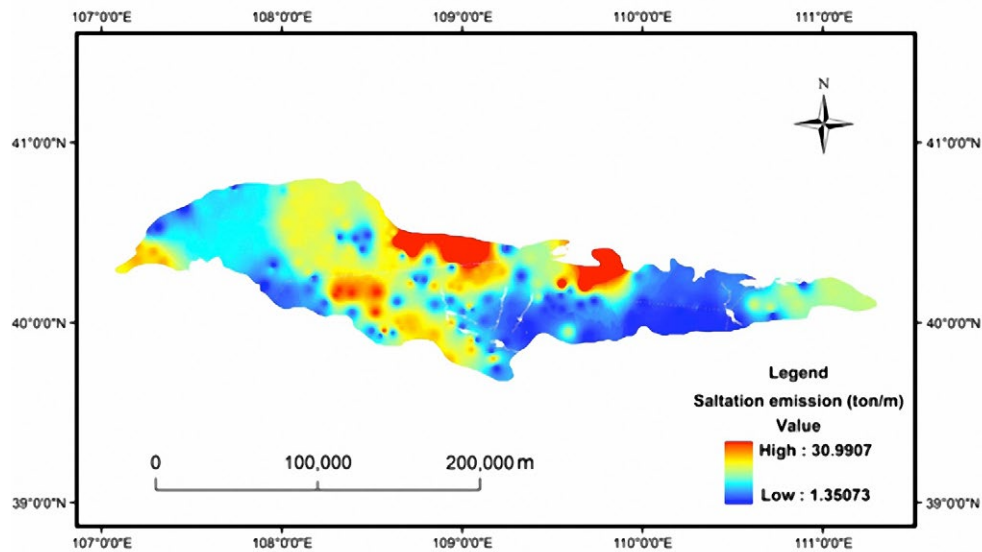 107°0'0"E 108°0'0"E 109°0'0"E 110°0'0"E 111°0'0"E
N
41°0'0"N 41°0'0"N
40°0'0"N 40°0'0"N
Legend
Saltation emission (ton/m)
Value
High : 30.9907
Low : 1.35073
0 100,000 200,000 m
39°0'0"N 39°0'0"N
107°0'0"E 108°0'0"E 109°0'0"E 110°0'0"E 111°0'0"E